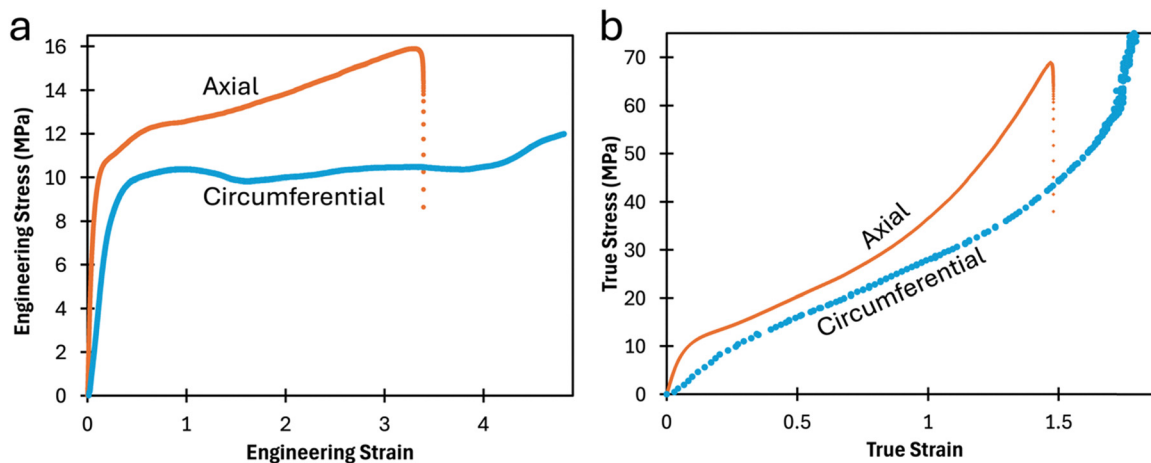 a
Engineering Stress (MPa)
16
14
12
10
8
6
4
2
0
Axial
Circumferential
0 1 2 3 4
Engineering Strain
b
True Stress (MPa)
70
60
50
40
30
20
10
0
Axial
Circumferential
0 0.5 1 1.5
True Strain